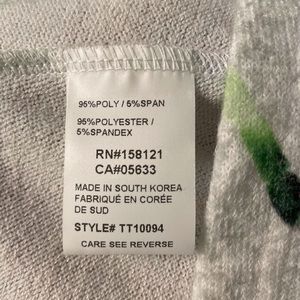 95%POLY / 5%SPAN
95%POLYESTER /
5%SPANDEX
RN#158121
CA#05633
MADE IN SOUTH KOREA
FABRIQUÉ EN CORÉE
DE SUD
STYLE# TT10094
CARE SEE REVERSE